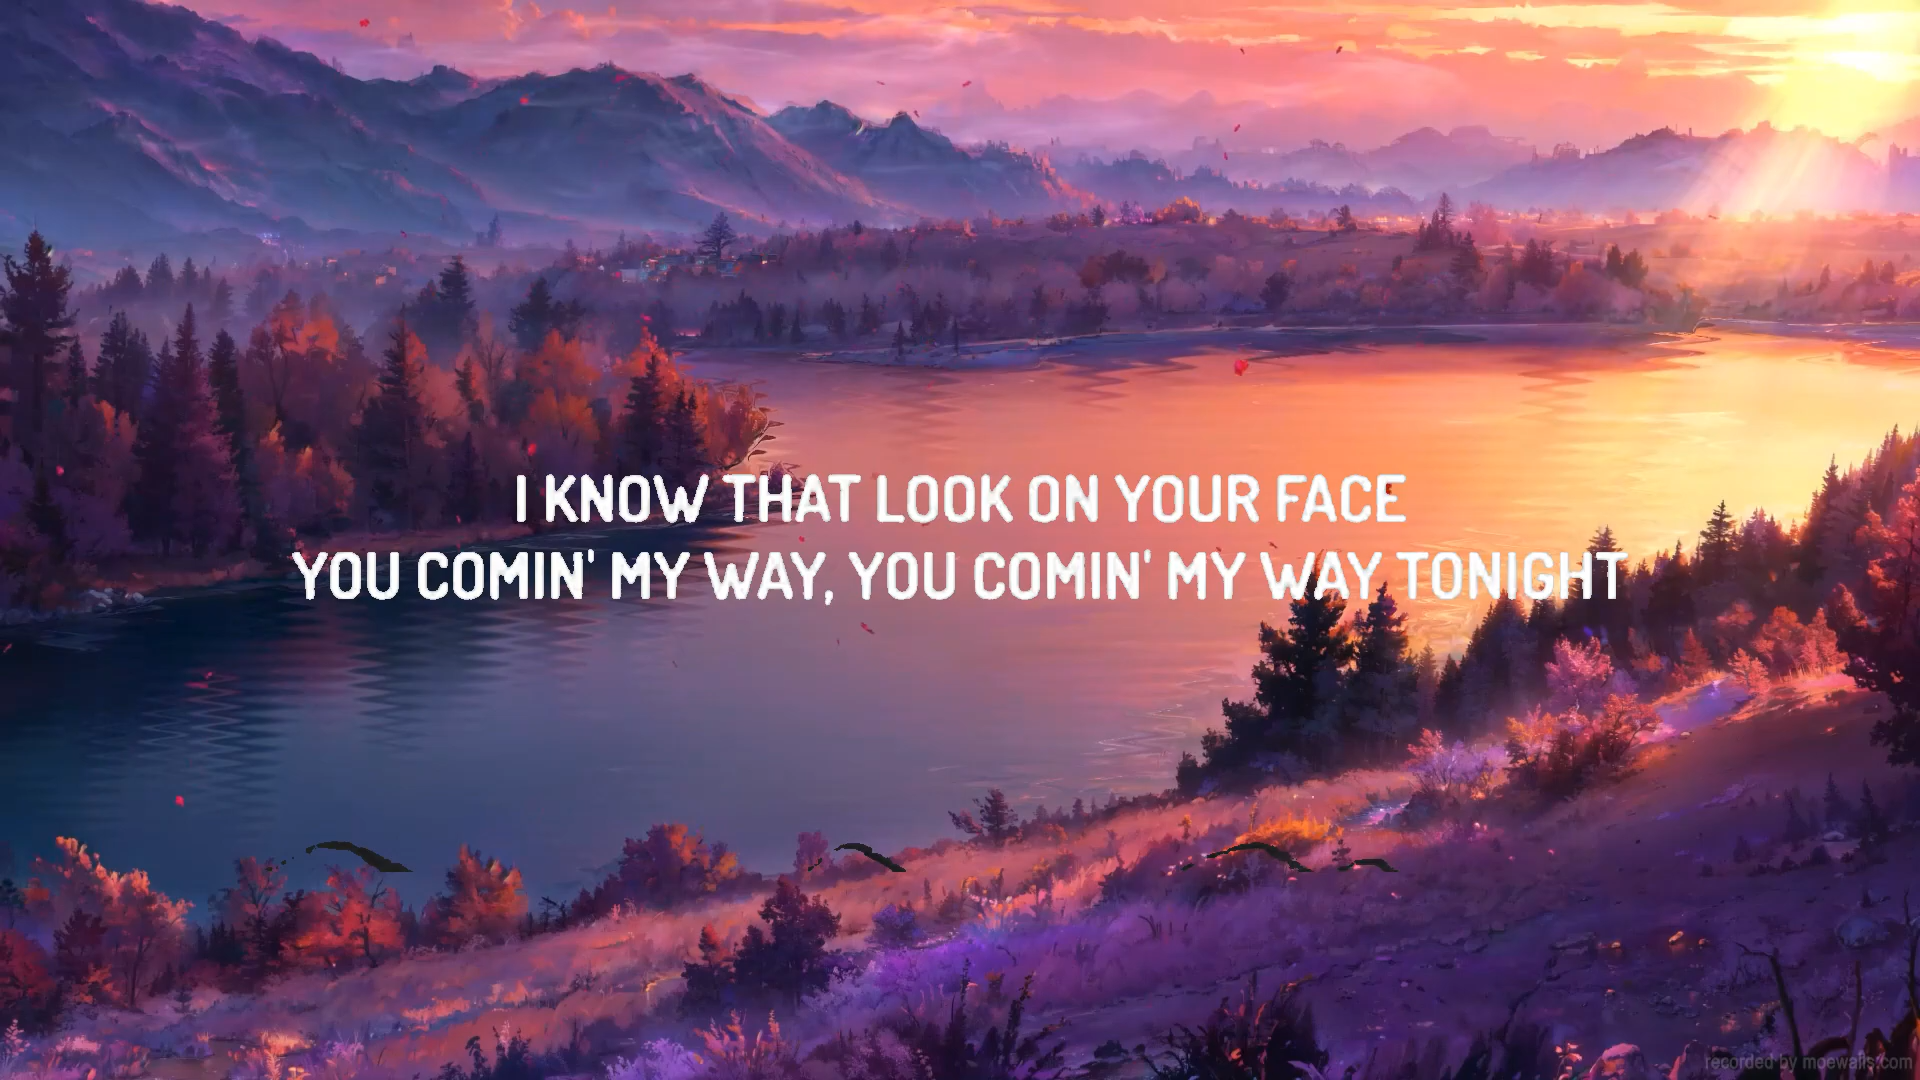 I KNOW THAT LOOK ON YOUR FACE
YOU COMIN' MY WAY, YOU COMIN' MY WAY TONIGHT
recorded by moewalls.com